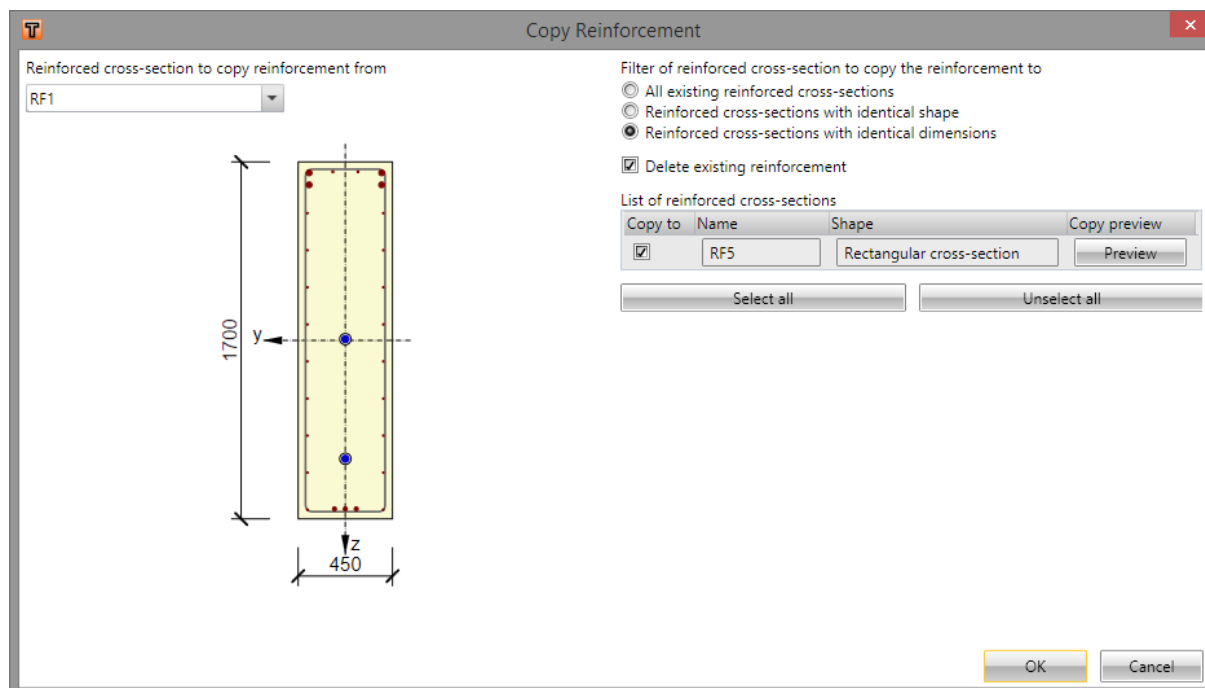 Copy Reinforcement
Reinforced cross-section to copy reinforcement from
RF1
1700
y
z
450
Filter of reinforced cross-section to copy the reinforcement to
All existing reinforced cross-sections
Reinforced cross-sections with identical shape
Reinforced cross-sections with identical dimensions
Delete existing reinforcement
List of reinforced cross-sections
Copy to Name Shape Copy preview
RF5 Rectangular cross-section Preview
Select all Unselect all
OK Cancel